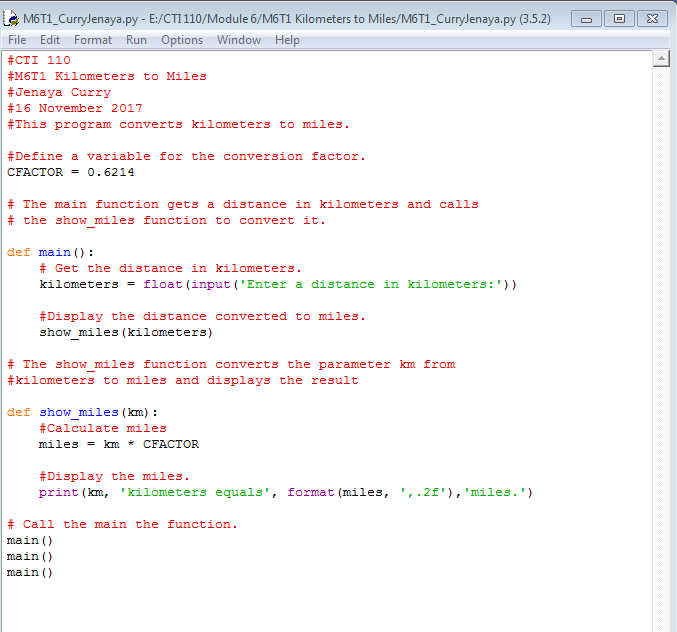 M6T1_CurryJenaya.py - E:/CTI110/Module 6/M6T1 Kilometers to Miles/M6T1_CurryJenaya.py (3.5.2)
File Edit Format Run Options Window Help
#CTI 110
#M6T1 Kilometers to Miles
#Jenaya Curry
#16 November 2017
#This program converts kilometers to miles.
#Define a variable for the conversion factor.
CFACTOR = 0.6214
# The main function gets a distance in kilometers and calls
# the show_miles function to convert it.
def main():
    # Get the distance in kilometers.
    kilometers = float(input('Enter a distance in kilometers:'))
    #Display the distance converted to miles.
    show_miles(kilometers)
# The show_miles function converts the parameter km from
#kilometers to miles and displays the result
def show_miles(km):
    #Calculate miles
    miles = km * CFACTOR
    #Display the miles.
    print(km, 'kilometers equals', format(miles, ',.2f'),'miles.')
# Call the main the function.
main()
main()
main()